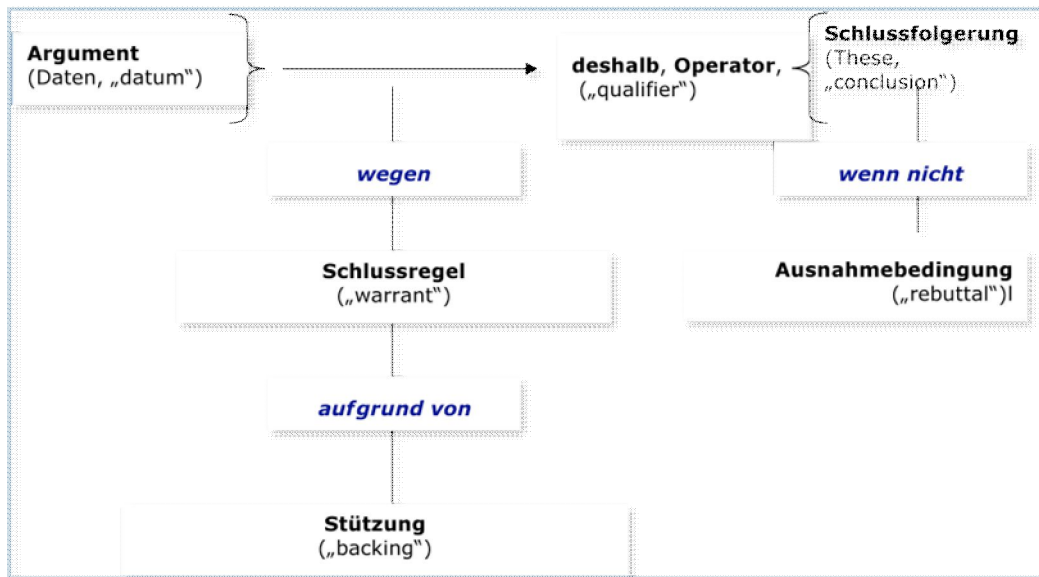 Argument
(Daten, „datum“)
deshalb, Operator,
(„qualifier“)
Schlussfolgerung
(These,
„conclusion“)
wegen
wenn nicht
Schlussregel
(„warrant“)
Ausnahmebedingung
(„rebuttal“)l
aufgrund von
Stützung
(„backing“)